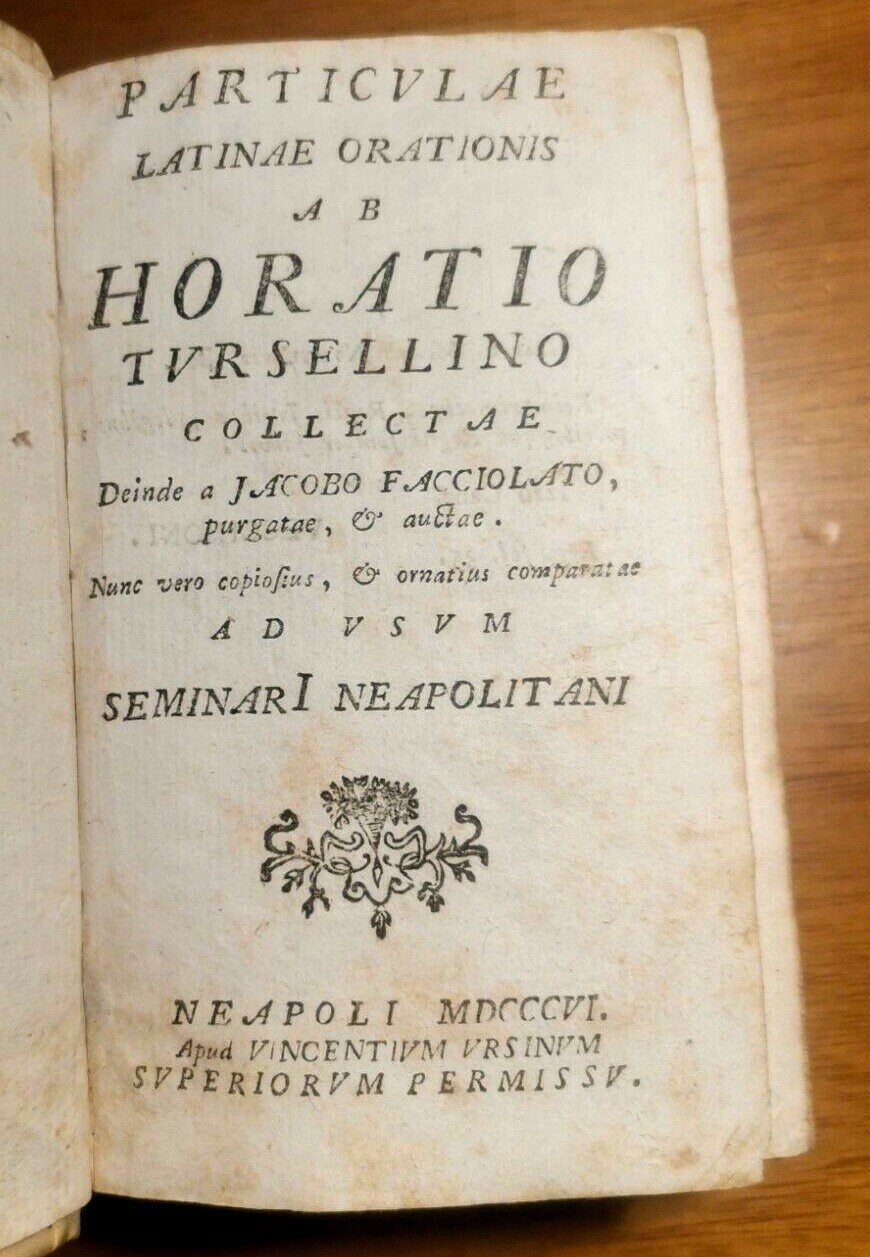 PARTICVLAE
LATINAE ORATIONIS
AB
HORATIO
TVRSELLINO
COLLECTAE
Deinde a JACOBO FACCIOLATO,
purgatae, & auctae.
Nunc vero copioſius, & ornatius comparatae
AD VSVM
SEMINARI NEAPOLITANI
NEAPOLI MDCCCVI.
Apud VINCENTIVM VRSINVM
SVPERIORVM PERMISSV.